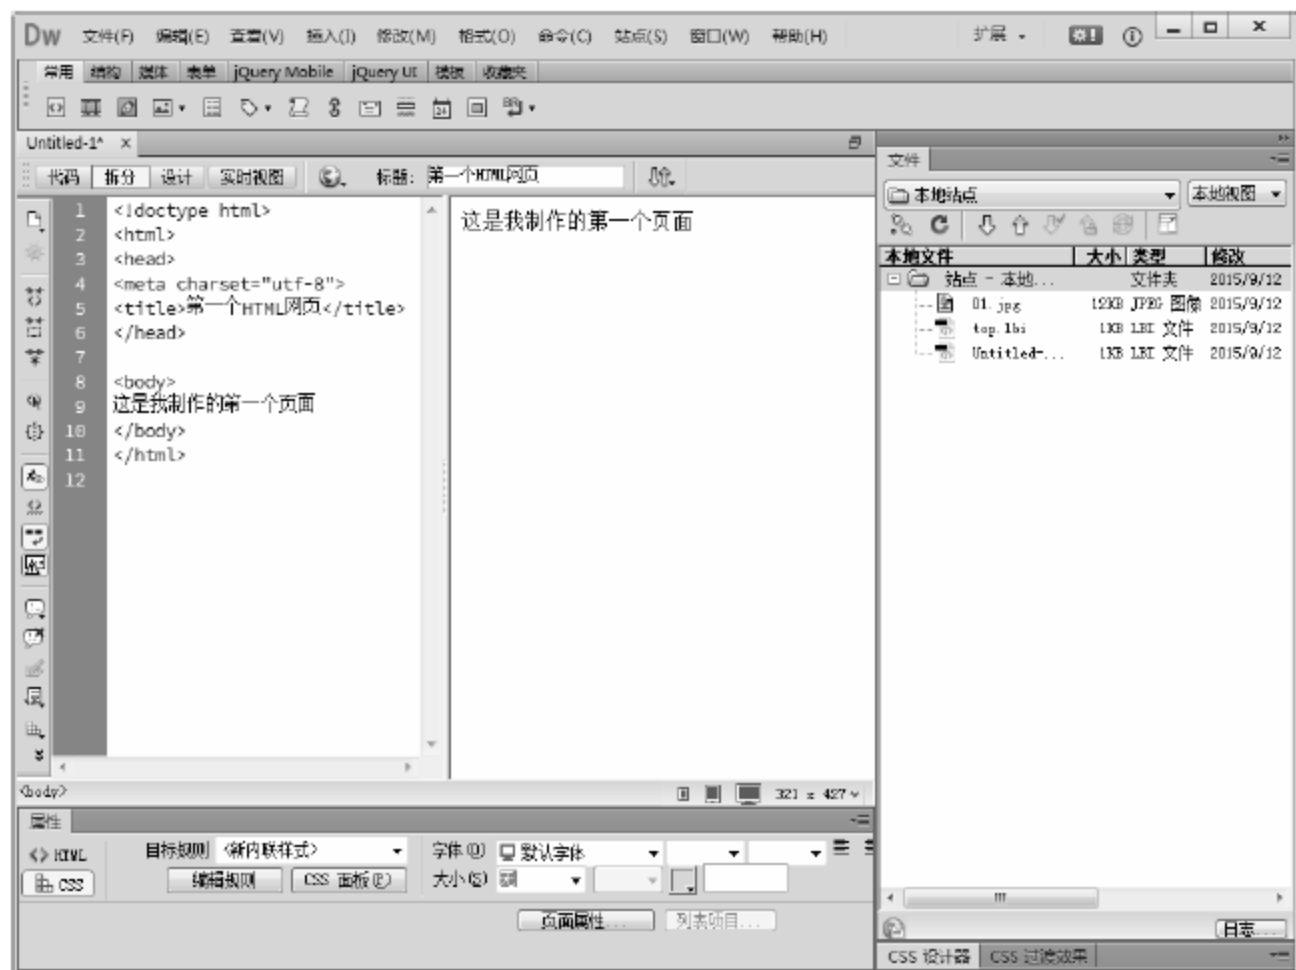 Dw 文件(F) 编辑(E) 查看(V) 插入(I) 修改(M) 格式(O) 命令(C) 站点(S) 窗口(W) 帮助(H) 扩展
常用 结构 媒体 表单 jQuery Mobile jQuery UI 模板 收藏夹
Untitled-1* ×
代码 拆分 设计 实时视图 标题: 第一个HTML网页
1 <!doctype html>
2 <html>
3 <head>
4 <meta charset="utf-8">
5 <title>第一个HTML网页</title>
6 </head>
7
8 <body>
9 这是我制作的第一个页面
10 </body>
11 </html>
12
这是我制作的第一个页面
<body>
321 x 427
属性
<> HTML 目标规则 <新内联样式> 字体(O) 默认字体
CSS 编辑规则 CSS 面板(P) 大小(S)
页面属性... 列表项目...
文件
本地站点 本地视图
本地文件 大小 类型 修改
站点 - 本地... 文件夹 2015/9/12
01.jpg 12KB JPEG 图像 2015/9/12
top.lbi 1KB LBI 文件 2015/9/12
Untitled-... 1KB LBI 文件 2015/9/12
日志...
CSS 设计器 CSS 过渡效果